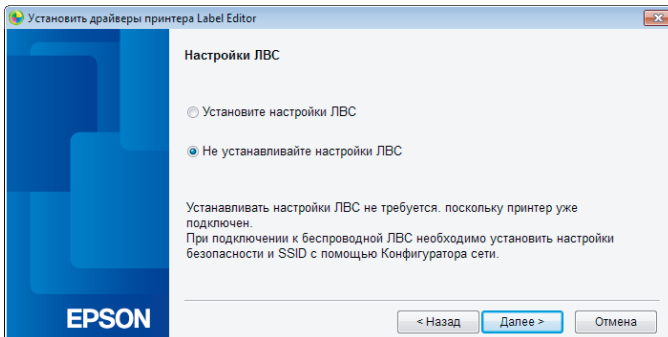 Установить драйверы принтера Label Editor
Настройки ЛВС
Установите настройки ЛВС
Не устанавливайте настройки ЛВС
Устанавливать настройки ЛВС не требуется. поскольку принтер уже
подключен.
При подключении к беспроводной ЛВС необходимо установить настройки
безопасности и SSID с помощью Конфигуратора сети.
EPSON
< Назад
Далее >
Отмена